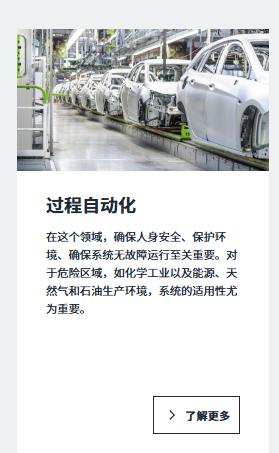 过程自动化
在这个领域，确保人身安全、保护环
境、确保系统无故障运行至关重要。对
于危险区域，如化学工业以及能源、天
然气和石油生产环境，系统的适用性尤
为重要。
了解更多